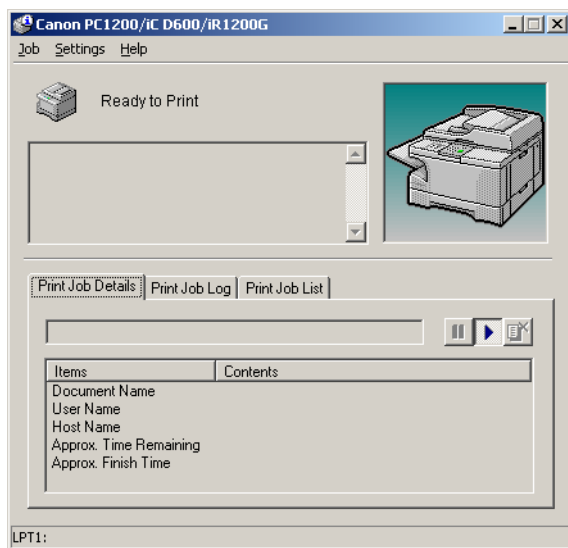 Canon PC1200/iC D600/iR1200G
Job Settings Help
Ready to Print
Print Job Details Print Job Log Print Job List
Items Contents
Document Name
User Name
Host Name
Approx. Time Remaining
Approx. Finish Time
LPT1: